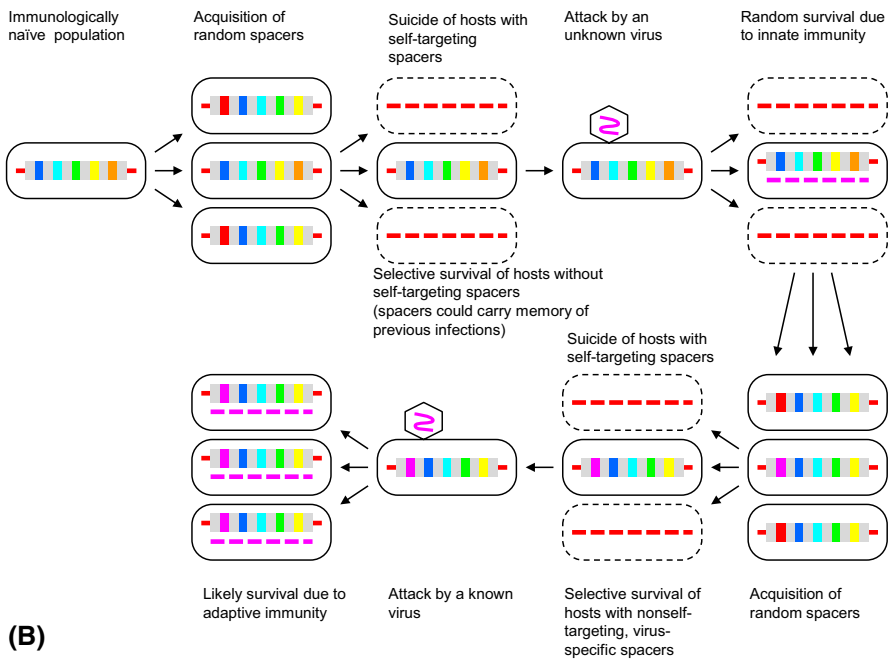 Immunologically
naïve population
Acquisition of
random spacers
Suicide of hosts with
self-targeting
spacers
Attack by an
unknown virus
Random survival due
to innate immunity
Selective survival of hosts without
self-targeting spacers
(spacers could carry memory of
previous infections)
Suicide of hosts with
self-targeting spacers
Likely survival due to
adaptive immunity
Attack by a known
virus
Selective survival of
hosts with nonself-
targeting, virus-
specific spacers
Acquisition of
random spacers
(B)